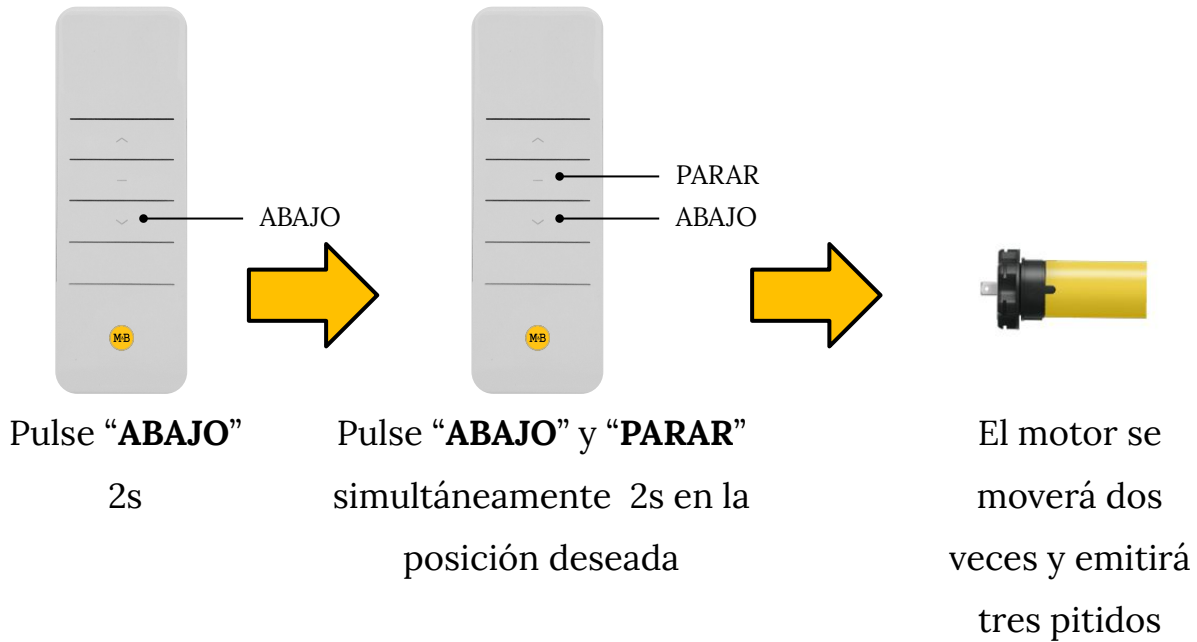 ABAJO
PARAR
ABAJO
M·B
M·B
Pulse “ABAJO”
2s
Pulse “ABAJO” y “PARAR”
simultáneamente 2s en la
posición deseada
El motor se
moverá dos
veces y emitirá
tres pitidos